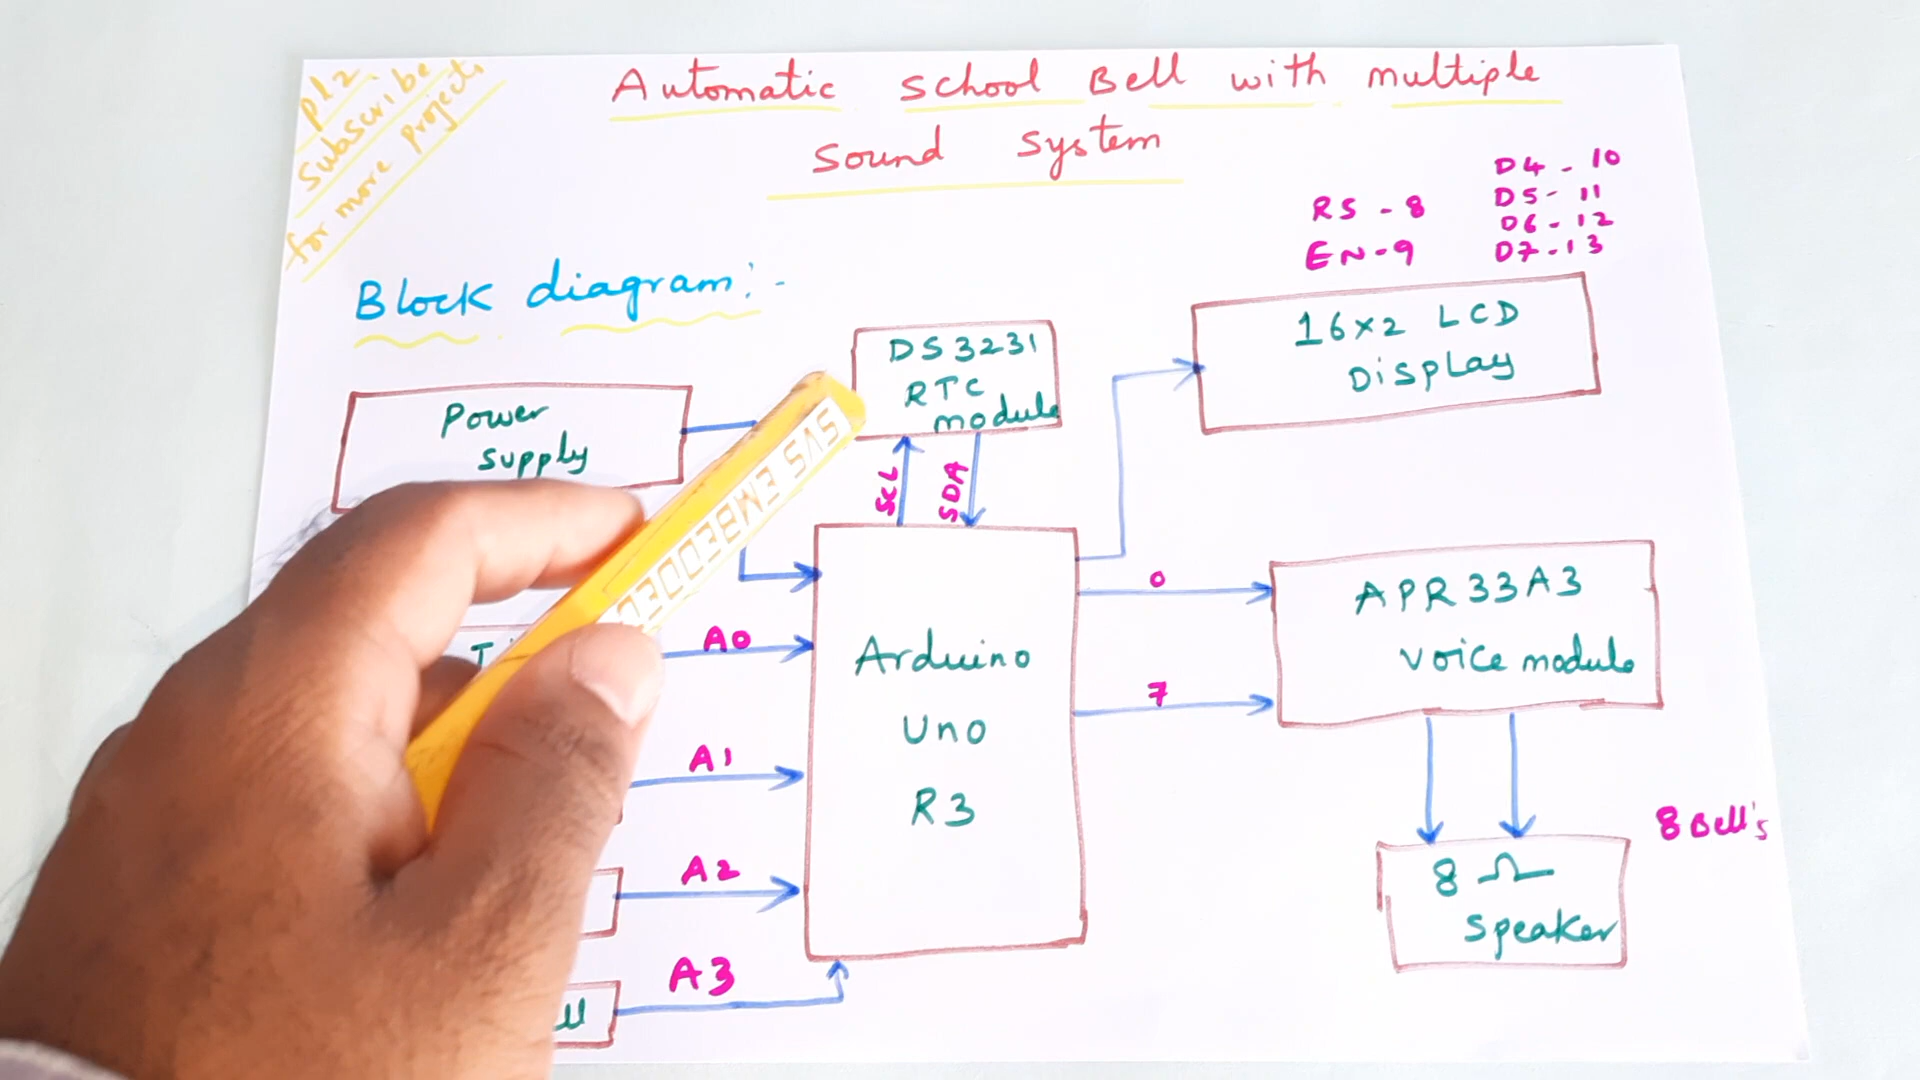 Plz
Subscribe
for more projects
Automatic school Bell with multiple
Sound System
Block diagram:-
RS - 8
EN-9
D4 - 10
D5- 11
D6-12
D7-13
Power
supply
DS3231
RTC
module
16x2 LCD
Display
SCL
SDA
SVS EMBEDDED
A0
A1
A2
A3
Arduino
Uno
R3
0
7
APR33A3
voice module
8 Bell's
8 Ω
Speaker